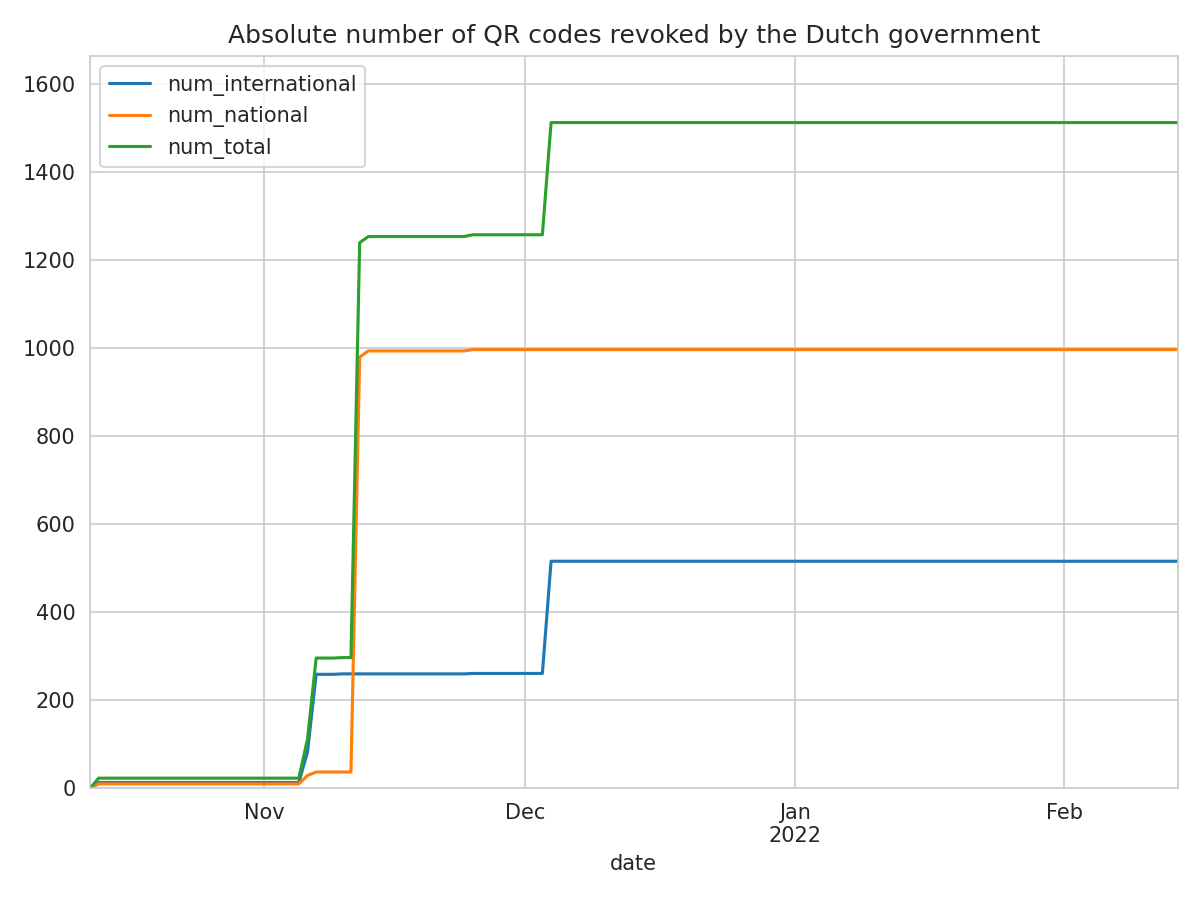 Absolute number of QR codes revoked by the Dutch government
num_international
num_national
num_total
1600
1400
1200
1000
800
600
400
200
0
Nov
Dec
Jan
2022
Feb
date